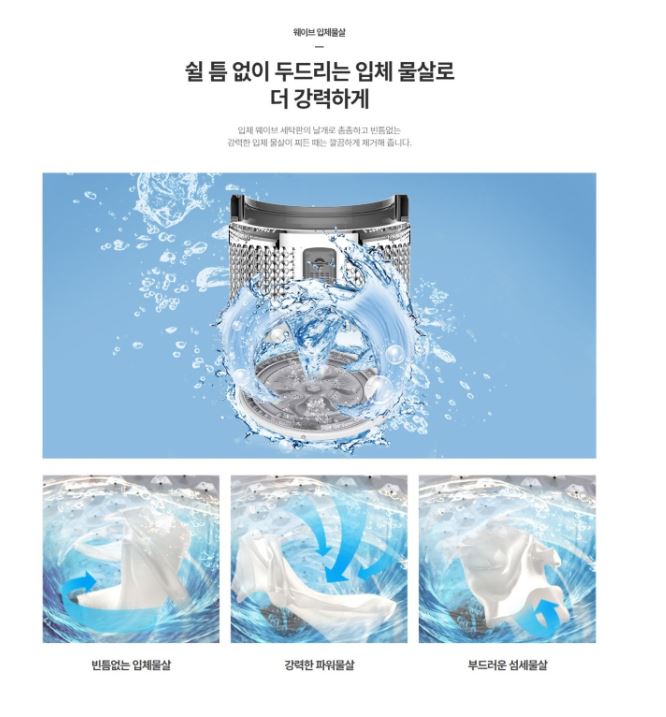 웨이브 입체물살
쉴 틈 없이 두드리는 입체 물살로
더 강력하게
입체 웨이브 세탁판의 날개로 촘촘하고 빈틈없는
강력한 입체 물살이 찌든 때는 깔끔하게 제거해 줍니다.
빈틈없는 입체물살
강력한 파워물살
부드러운 섬세물살